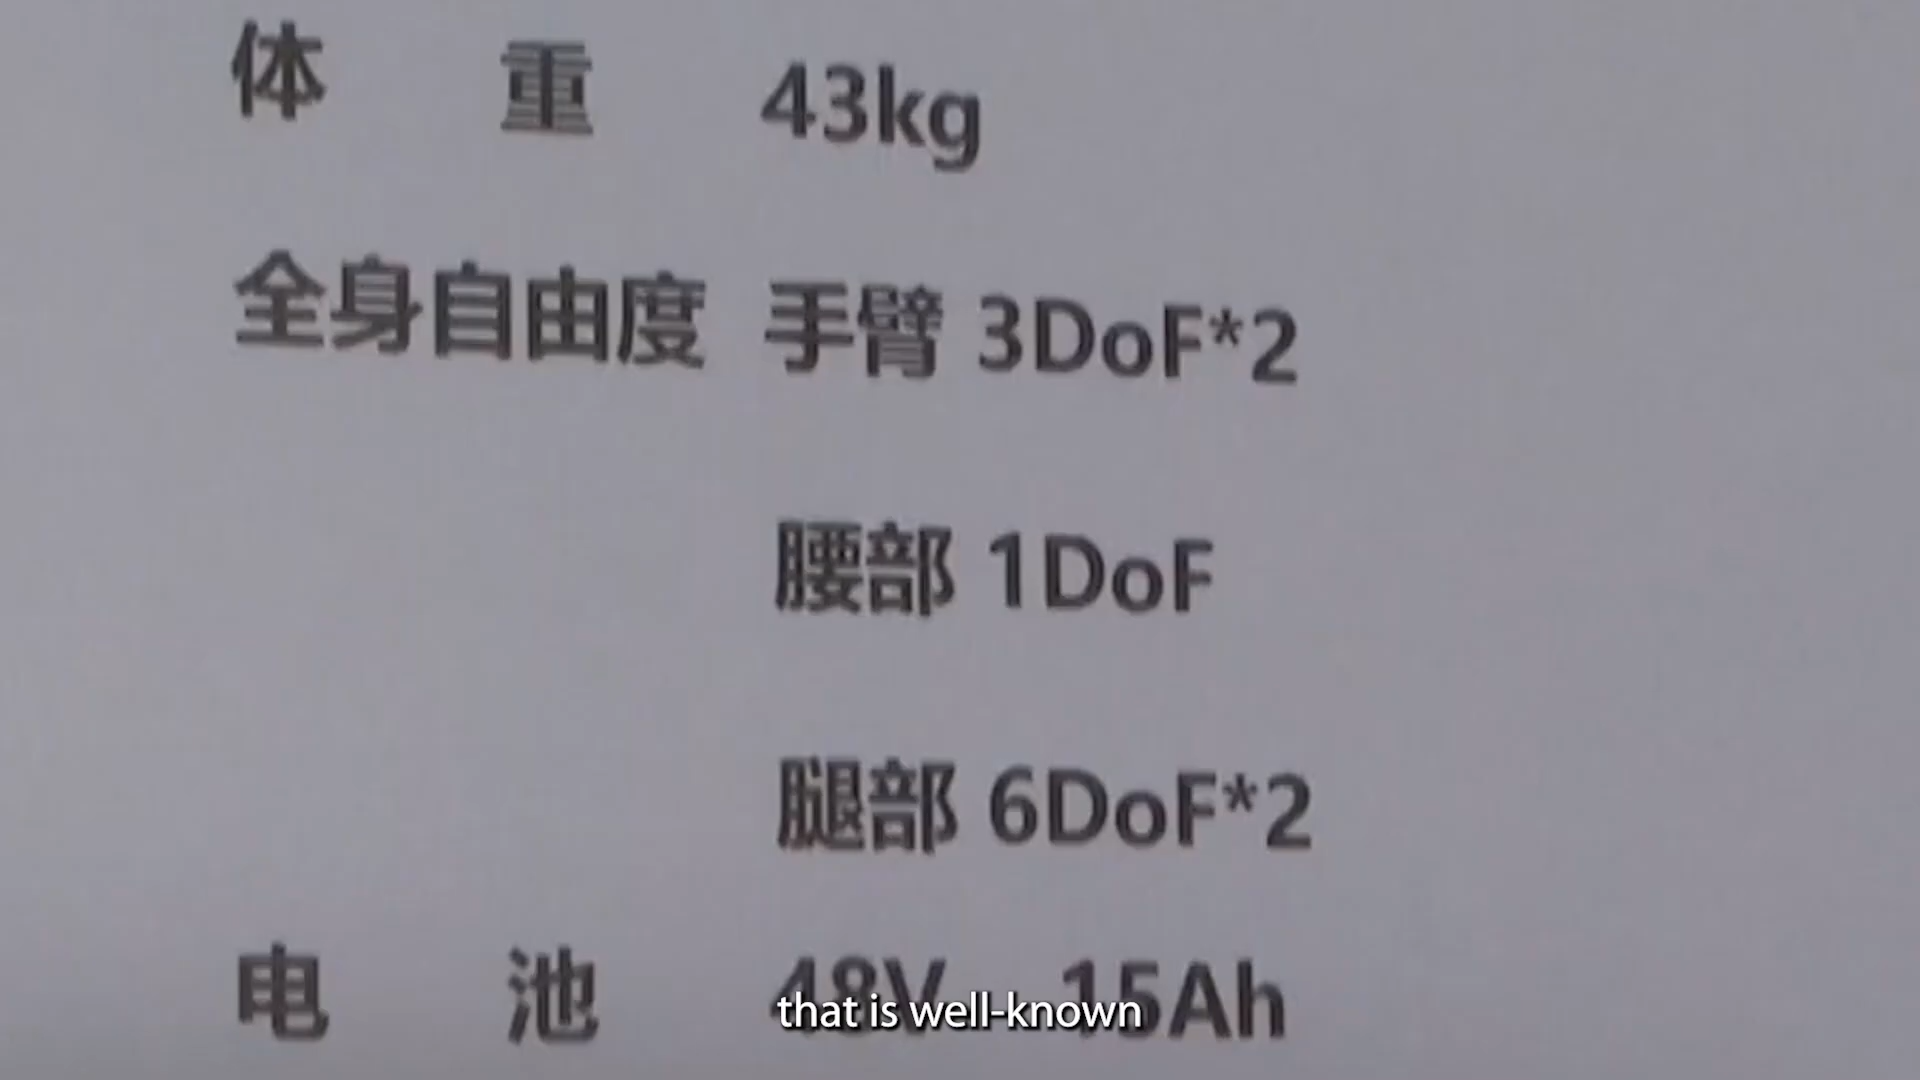 体 重 43kg
全身自由度 手臂 3DoF*2
腰部 1DoF
腿部 6DoF*2
电 池 48V 15Ah
that is well-known